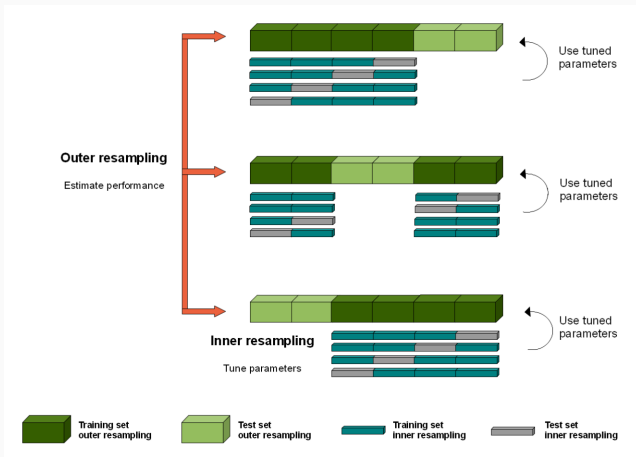 Use tuned
parameters
Outer resampling
Estimate performance
Use tuned
parameters
Inner resampling
Tune parameters
Use tuned
parameters
Training set
outer resampling
Test set
outer resampling
Training set
inner resampling
Test set
inner resampling